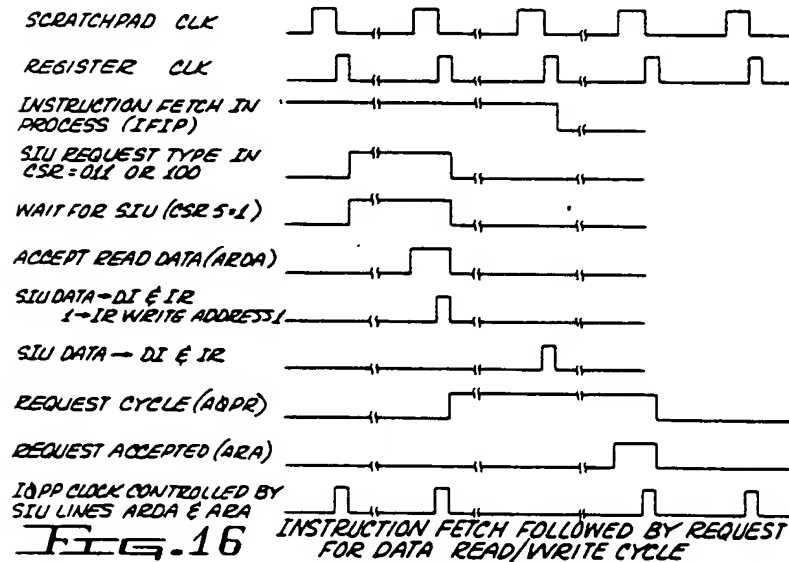 SCRATCHPAD CLK
REGISTER CLK
INSTRUCTION FETCH IN
PROCESS (IFIP)
SIU REQUEST TYPE IN
CSR=011 OR 100
WAIT FOR SIU (CSR 5=1)
ACCEPT READ DATA (ARDA)
SIU DATA→DI & IR
1→IR WRITE ADDRESS1
SIU DATA → DI & IR
REQUEST CYCLE (AOPR)
REQUEST ACCEPTED (ARA)
IOPP CLOCK CONTROLLED BY
SIU LINES ARDA & ARA
FIG.16
INSTRUCTION FETCH FOLLOWED BY REQUEST
FOR DATA READ/WRITE CYCLE